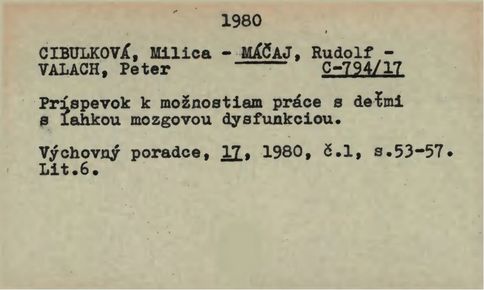 1980
CIBULKOVÁ, Milica - MÁČAJ, Rudolf -
VALACH, Peter C-794/17
Príspevok k možnostiam práce s deťmi
s ľahkou mozgovou dysfunkciou.
Výchovný poradce, 17, 1980, č.1, s.53-57.
Lit.6.